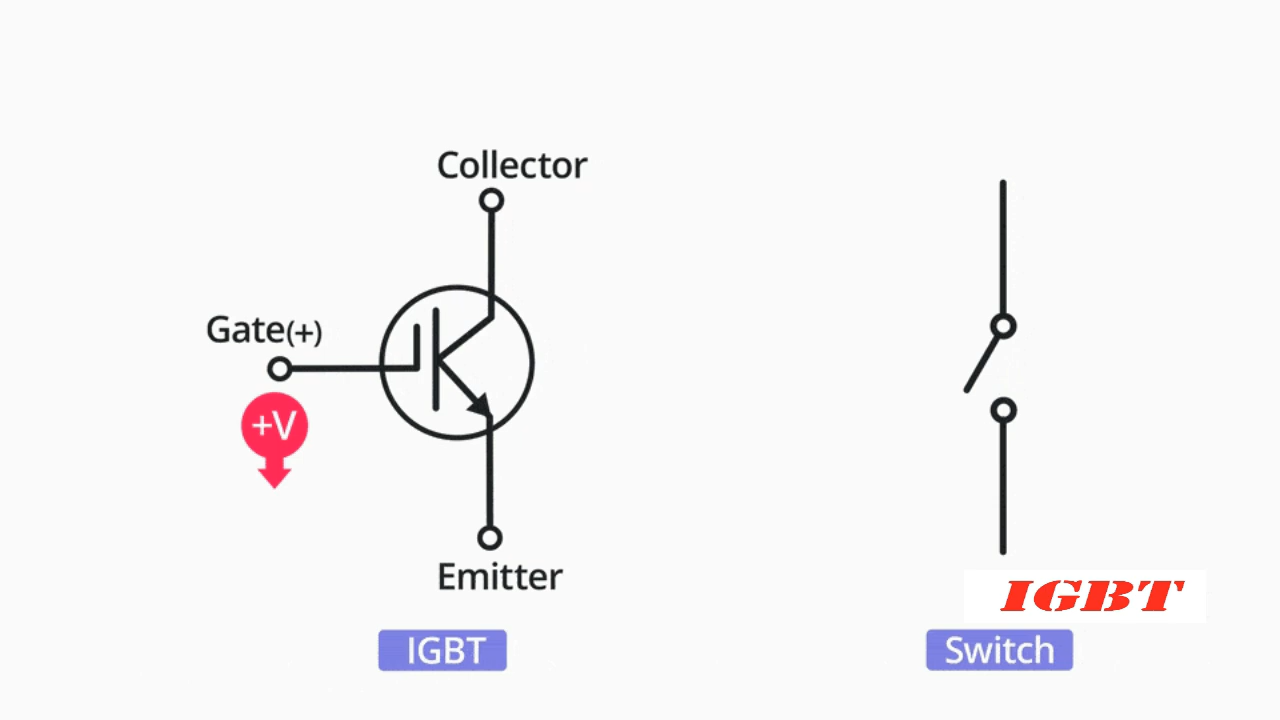 Collector
Gate(+)
+V
Emitter
IGBT
IGBT
Switch